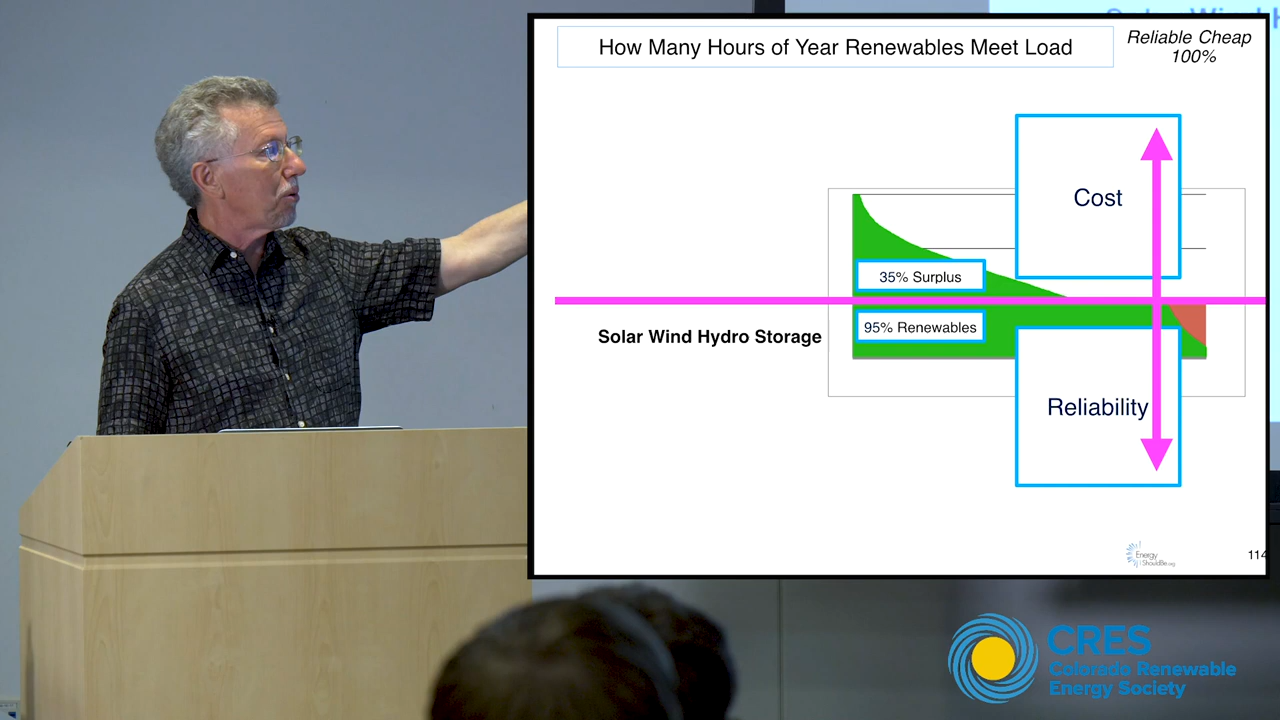 How Many Hours of Year Renewables Meet Load
Reliable Cheap
100%
Cost
35% Surplus
95% Renewables
Solar Wind Hydro Storage
Reliability
Energy
ShouldBe.org
114
CRES
Colorado Renewable
Energy Society